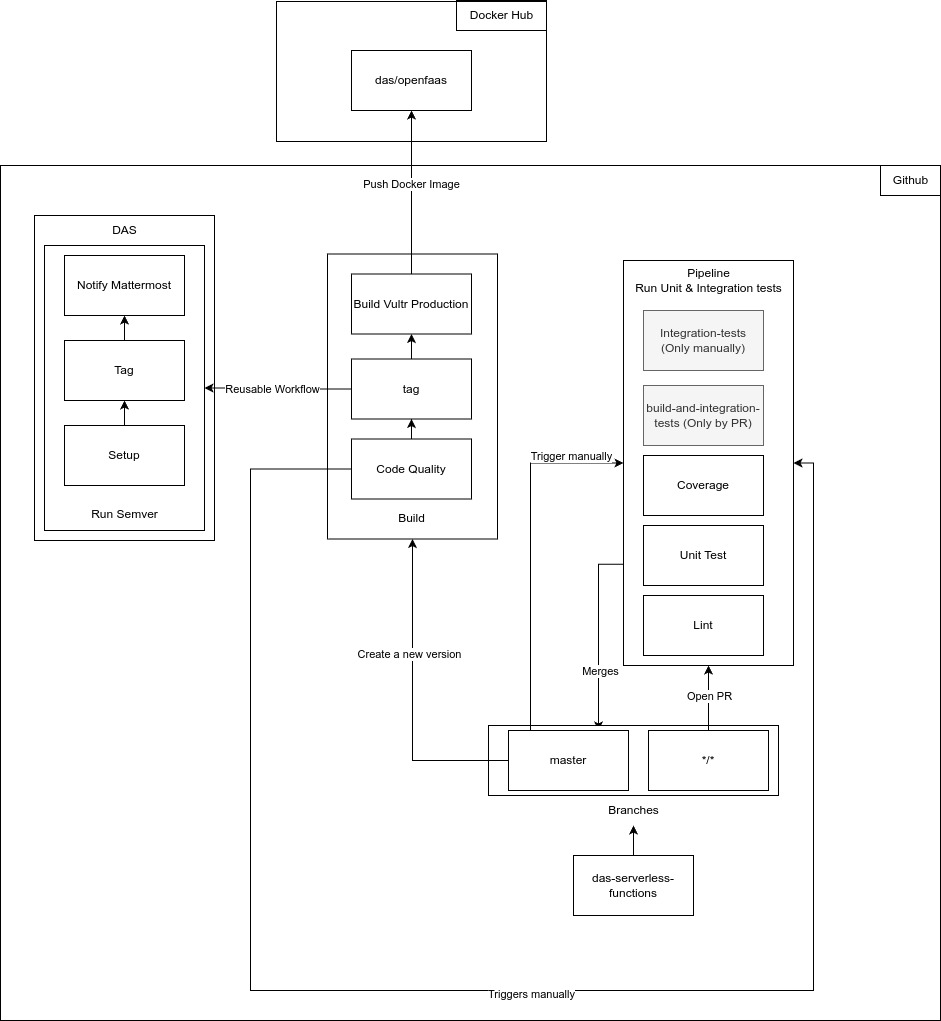 Docker Hub
das/openfaas
Push Docker Image
Github
DAS
Notify Mattermost
Tag
Setup
Run Semver
Reusable Workflow
Build Vultr Production
tag
Code Quality
Build
Pipeline
Run Unit & Integration tests
Integration-tests
(Only manually)
build-and-integration-
tests (Only by PR)
Coverage
Unit Test
Lint
Trigger manually
Create a new version
Merges
Open PR
master
*/*
Branches
das-serverless-
functions
Triggers manually